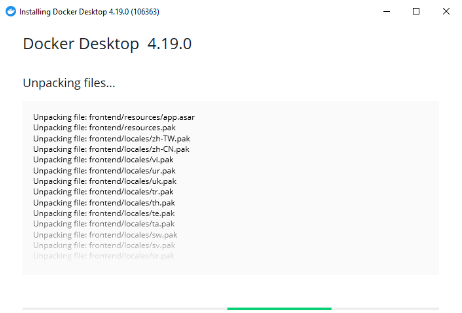 Installing Docker Desktop 4.19.0 (106363)
Docker Desktop 4.19.0
Unpacking files...
Unpacking file: frontend/resources/app.asar
Unpacking file: frontend/resources.pak
Unpacking file: frontend/locales/zh-TW.pak
Unpacking file: frontend/locales/zh-CN.pak
Unpacking file: frontend/locales/vi.pak
Unpacking file: frontend/locales/ur.pak
Unpacking file: frontend/locales/uk.pak
Unpacking file: frontend/locales/tr.pak
Unpacking file: frontend/locales/th.pak
Unpacking file: frontend/locales/te.pak
Unpacking file: frontend/locales/ta.pak
Unpacking file: frontend/locales/sw.pak
Unpacking file: frontend/locales/sv.pak
Unpacking file: